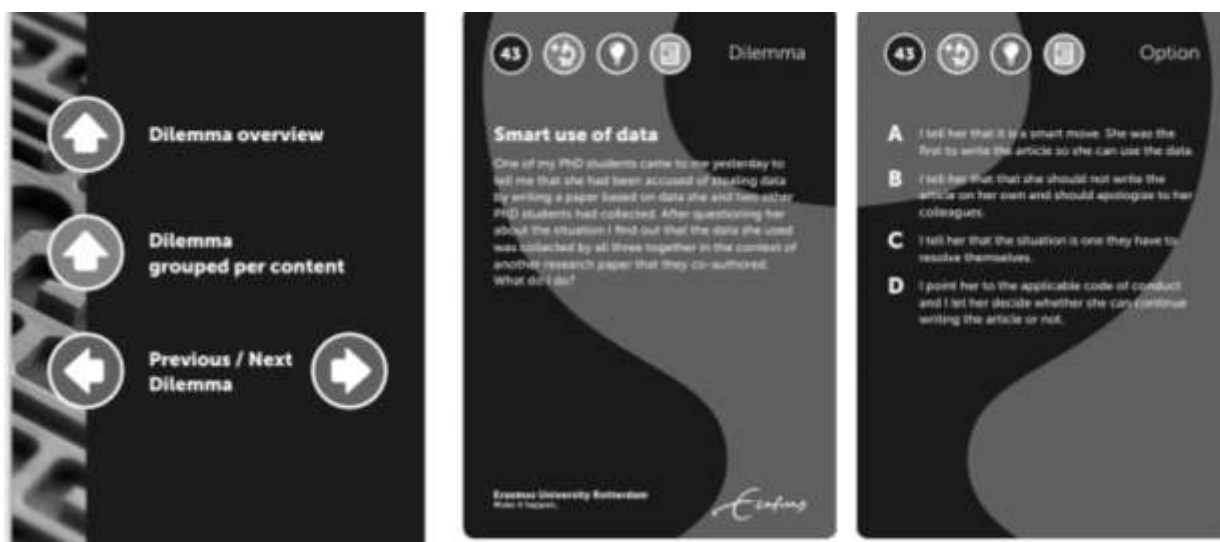 Dilemma overview
Dilemma
grouped per content
Previous / Next
Dilemma
43
Dilemma
Smart use of data
One of my PhD students came to me yesterday to
tell me that she had been accused of stealing data
by writing a paper based on data she and two other
PhD students had collected. After questioning her
about the situation I find out that the data she used
was collected by all three together in the context of
another research paper that they co-authored.
What do I do?
Erasmus University Rotterdam
Make it happen.
Erasmus
43
Option
A I tell her that it is a smart move. She was the
first to write the article so she can use the data.
B I tell her that that she should not write the
article on her own and should apologise to her
colleagues.
C I tell her that the situation is one they have to
resolve themselves.
D I point her to the applicable code of conduct
and I let her decide whether she can continue
writing the article or not.